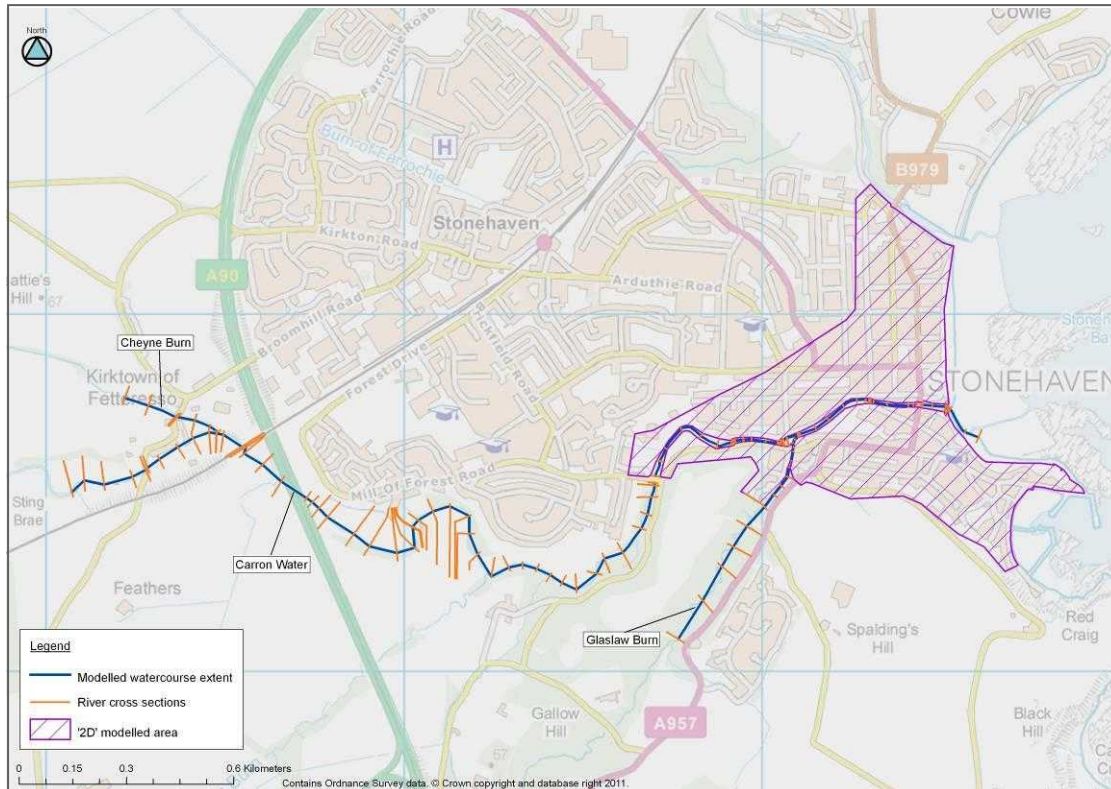 North
Cowie
Farrochie Road
Burn of Farrochie
H
B979
Stonehaven
Kirkton Road
A90
Arduthie Road
67
Hill
Broomhill Road
Backfield Road
Forest Drive
Cheyne Burn
Kirktown of
Fetteresso
STONEHAVEN
Mill Of Forest Road
Sting
Brae
Carron Water
Feathers
Glaslaw Burn
Spalding's
Hill
Red
Craig
Legend
Modelled watercourse extent
River cross sections
'2D' modelled area
Gallow
Hill
A957
Black
Hill
57
0 0.15 0.3 0.6 Kilometers
Contains Ordnance Survey data. © Crown copyright and database right 2011.